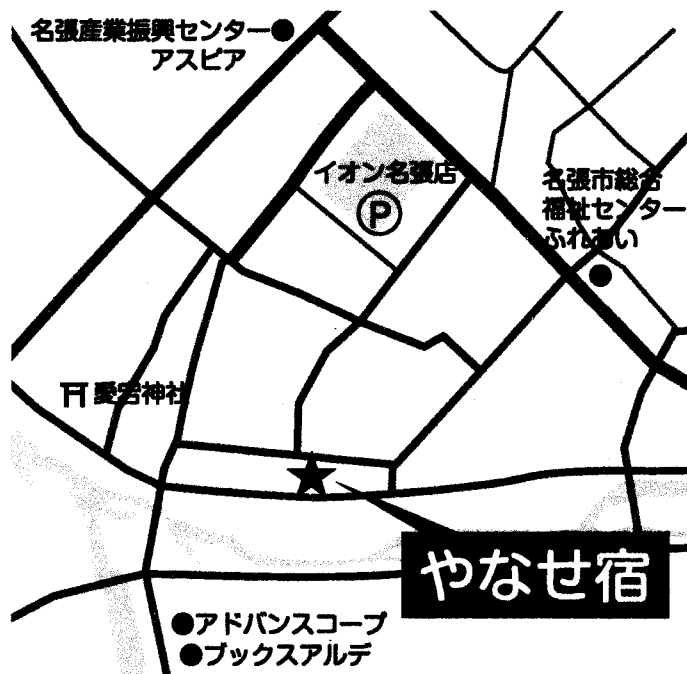 名張産業振興センター
アスピア
イオン名張店
P
名張市総合
福祉センター
ふれあい
愛宕神社
やなせ宿
アドバンスコープ
ブックスアルデ